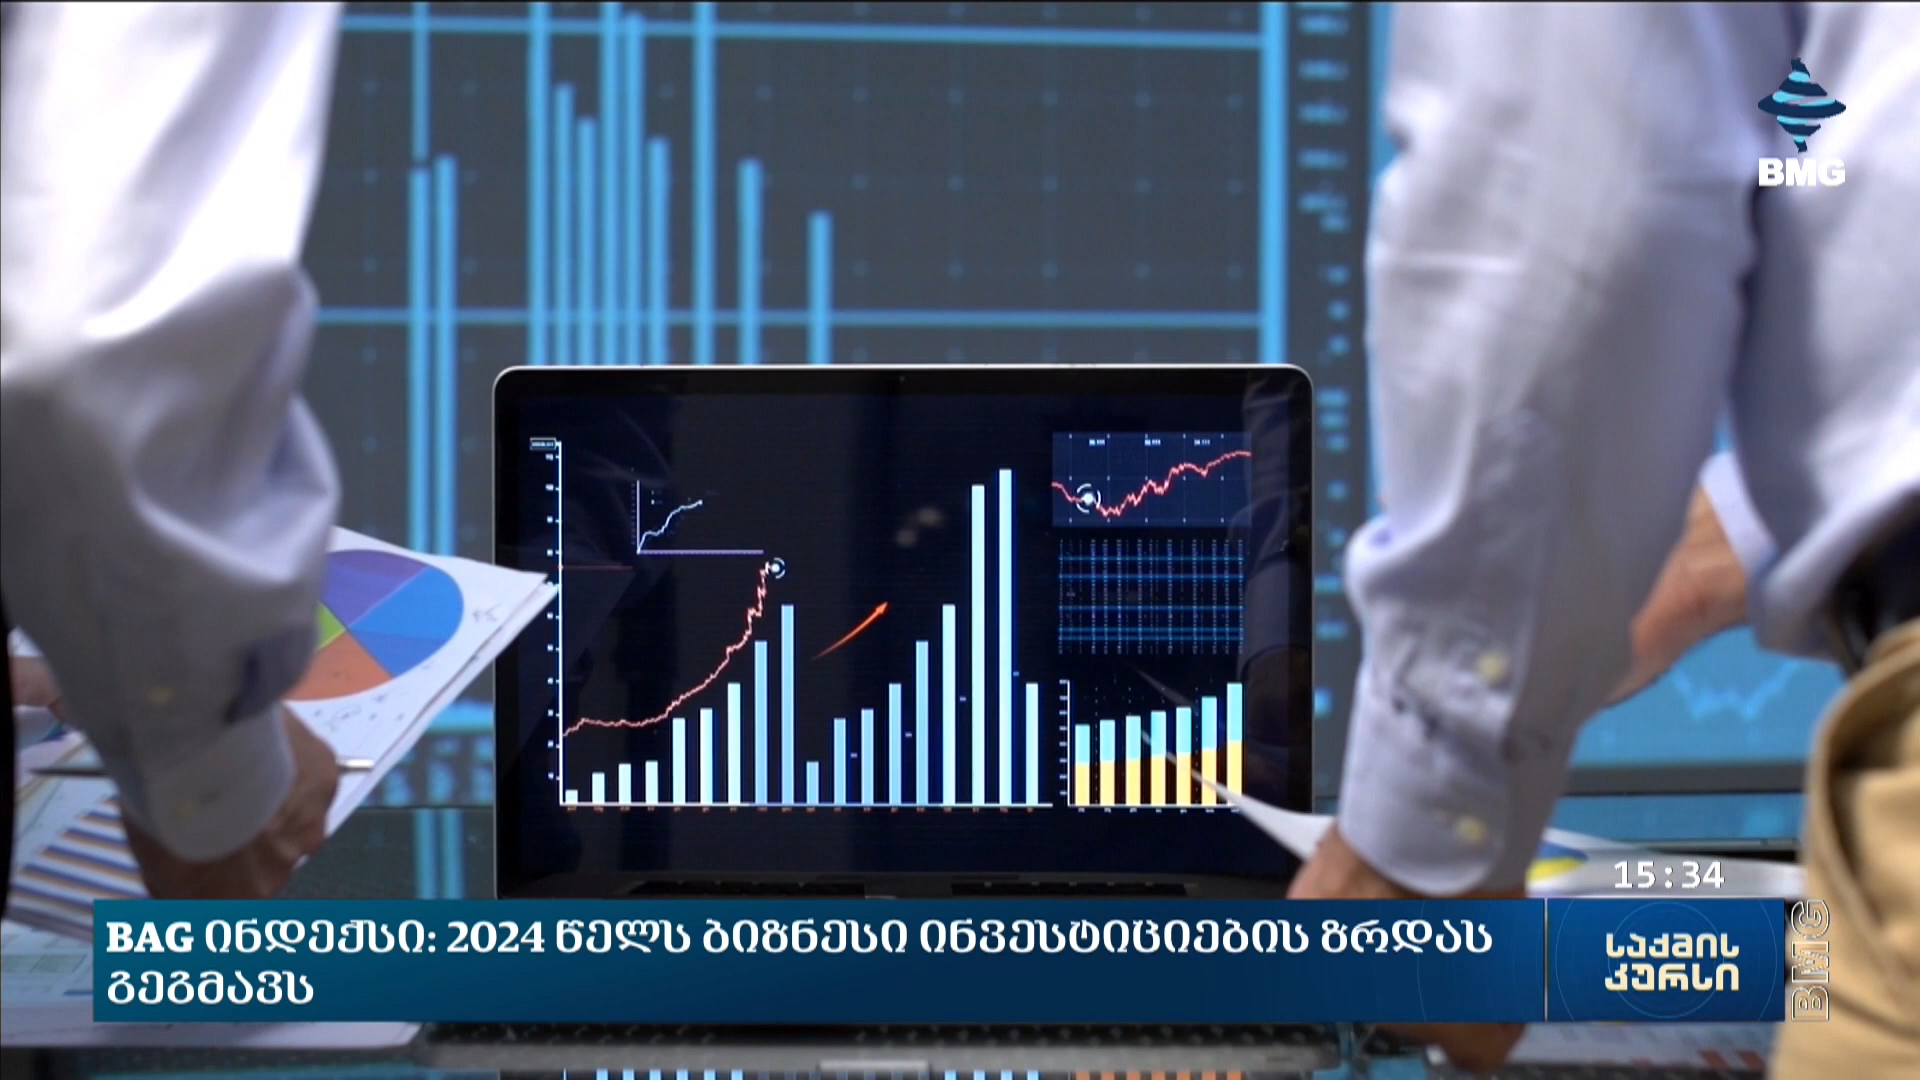 BMG
15:34
BAG ᲘᲜᲓᲔᲥᲡᲘ: 2024 ᲬᲔᲚᲡ ᲑᲘᲖᲜᲔᲡᲘ ᲘᲜᲕᲔᲡᲢᲘᲪᲘᲔᲑᲘᲡ ᲖᲠᲓᲐᲡ
ᲒᲔᲒᲛᲐᲕᲡ
ᲡᲐᲥᲛᲘᲡ
ᲙᲣᲠᲡᲘ
BMG